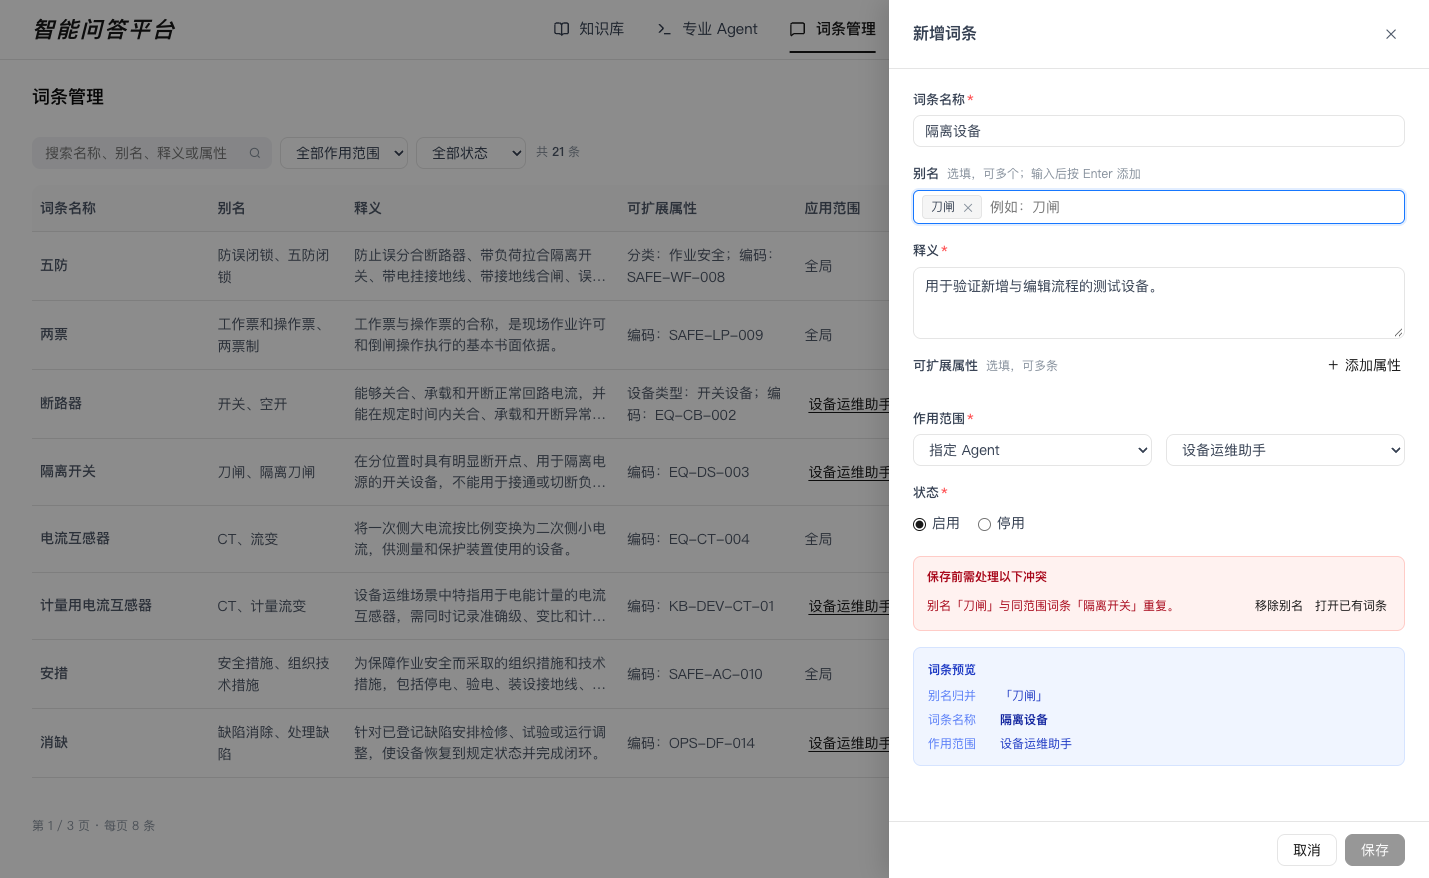 智能问答平台
知识库
专业 Agent
词条管理
词条管理
搜索名称、别名、释义或属性
全部作用范围
全部状态
共 21 条
词条名称 别名 释义 可扩展属性 应用范围
五防
防误闭锁、五防闭
锁
防止误分合断路器、带负荷拉合隔离开
关、带电挂接地线、带接地线合闸、误…
分类：作业安全；编码：
SAFE-WF-008
全局
两票
工作票和操作票、
两票制
工作票与操作票的合称，是现场作业许可
和倒闸操作执行的基本书面依据。
编码：SAFE-LP-009
全局
断路器
开关、空开
能够关合、承载和开断正常回路电流，并
能在规定时间内关合、承载和开断异常…
设备类型：开关设备；编
码：EQ-CB-002
设备运维助手
隔离开关
刀闸、隔离刀闸
在分位置时具有明显断开点、用于隔离电
源的开关设备，不能用于接通或切断负…
编码：EQ-DS-003
设备运维助手
电流互感器
CT、流变
将一次侧大电流按比例变换为二次侧小电
流，供测量和保护装置使用的设备。
编码：EQ-CT-004
全局
计量用电流互感器
CT、计量流变
设备运维场景中特指用于电能计量的电流
互感器，需同时记录准确级、变比和计…
编码：KB-DEV-CT-01
设备运维助手
安措
安全措施、组织技
术措施
为保障作业安全而采取的组织措施和技术
措施，包括停电、验电、装设接地线、…
编码：SAFE-AC-010
全局
消缺
缺陷消除、处理缺
陷
针对已登记缺陷安排检修、试验或运行调
整，使设备恢复到规定状态并完成闭环。
编码：OPS-DF-014
设备运维助手
第 1 / 3 页 · 每页 8 条
新增词条
词条名称*
隔离设备
别名 选填，可多个；输入后按 Enter 添加
刀闸 例如：刀闸
释义*
用于验证新增与编辑流程的测试设备。
可扩展属性 选填，可多条
+ 添加属性
作用范围*
指定 Agent
设备运维助手
状态*
启用 停用
保存前需处理以下冲突
别名「刀闸」与同范围词条「隔离开关」重复。 移除别名 打开已有词条
词条预览
别名归并 「刀闸」
词条名称 隔离设备
作用范围 设备运维助手
取消 保存